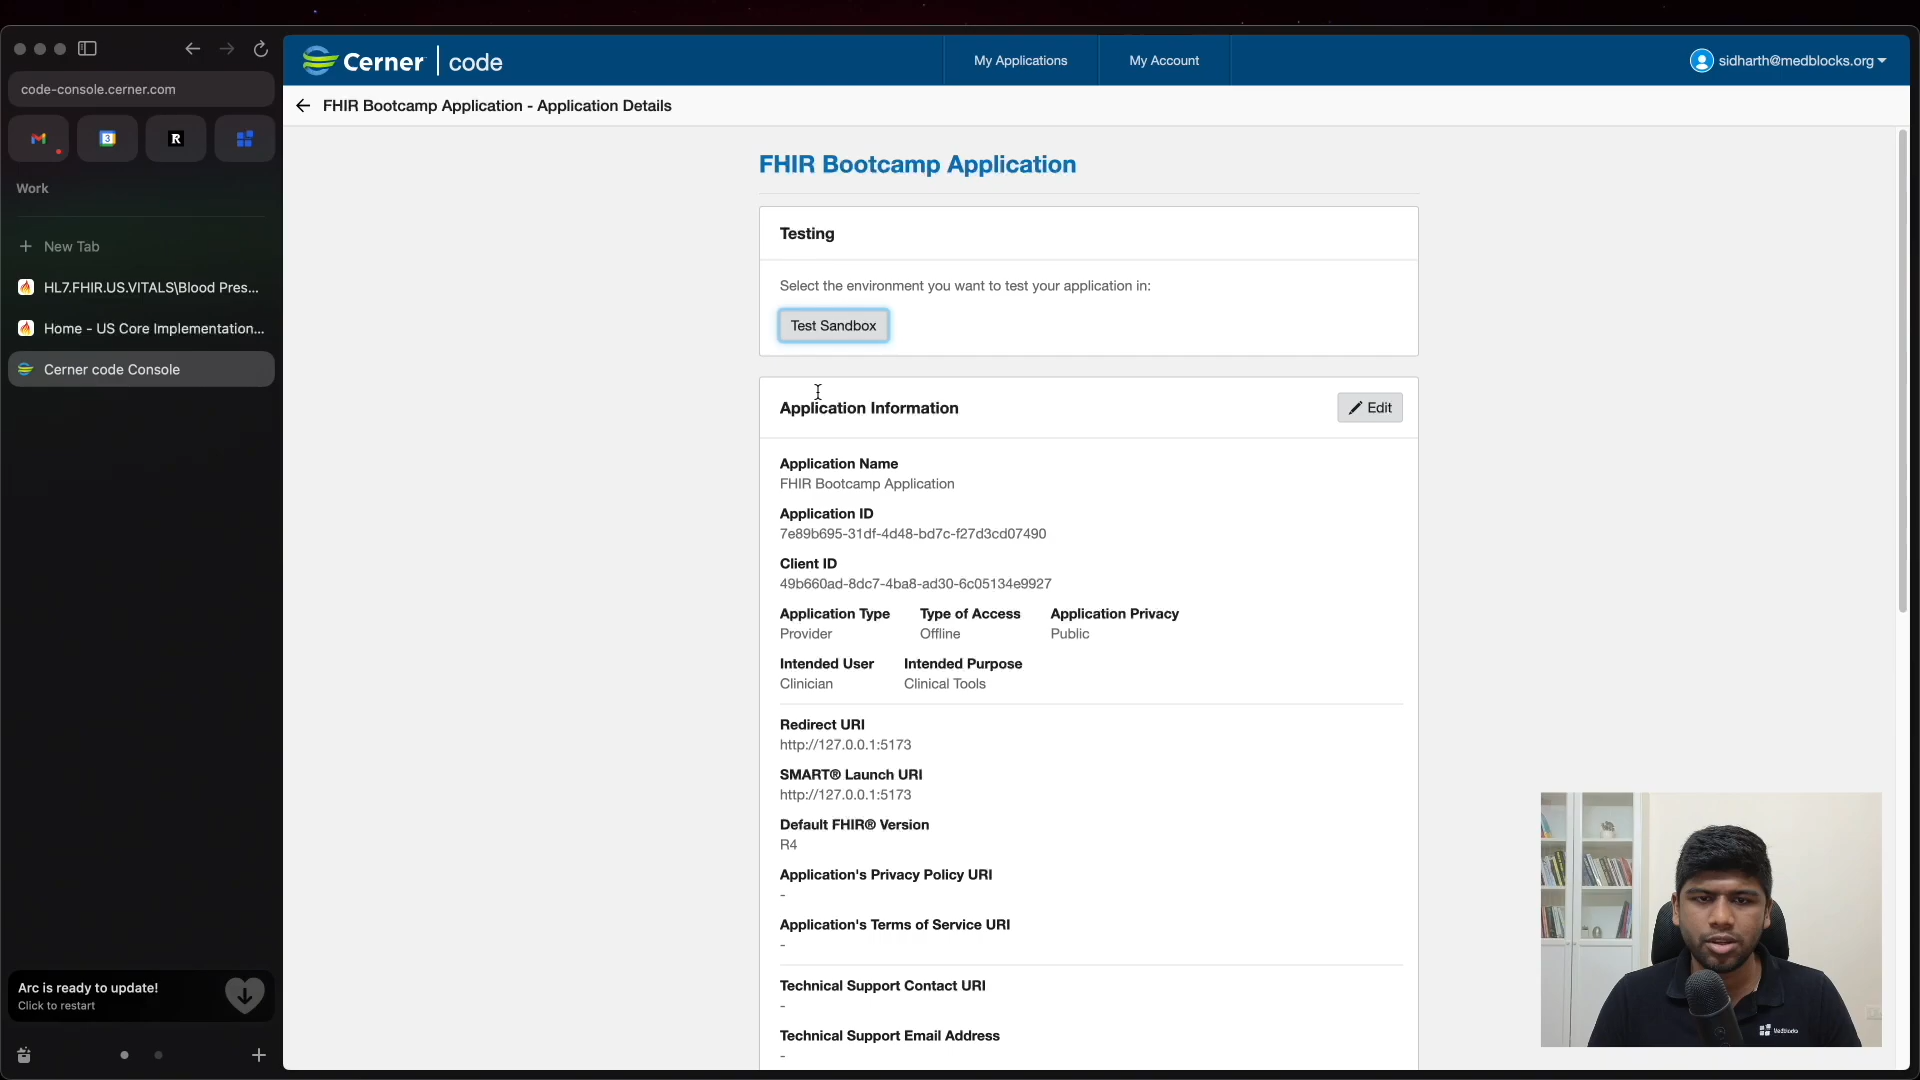 code-console.cerner.com
3
R
Work
New Tab
HL7.FHIR.US.VITALS\Blood Pres...
Home - US Core Implementation...
Cerner code Console
Arc is ready to update!
Click to restart
Cerner | code
My Applications
My Account
sidharth@medblocks.org
FHIR Bootcamp Application - Application Details
FHIR Bootcamp Application
Testing
Select the environment you want to test your application in:
Test Sandbox
Application Information
Edit
Application Name
FHIR Bootcamp Application
Application ID
7e89b695-31df-4d48-bd7c-f27d3cd07490
Client ID
49b660ad-8dc7-4ba8-ad30-6c05134e9927
Application Type Type of Access Application Privacy
Provider Offline Public
Intended User Intended Purpose
Clinician Clinical Tools
Redirect URI
http://127.0.0.1:5173
SMART® Launch URI
http://127.0.0.1:5173
Default FHIR® Version
R4
Application's Privacy Policy URI
-
Application's Terms of Service URI
-
Technical Support Contact URI
-
Technical Support Email Address
-
Medblocks